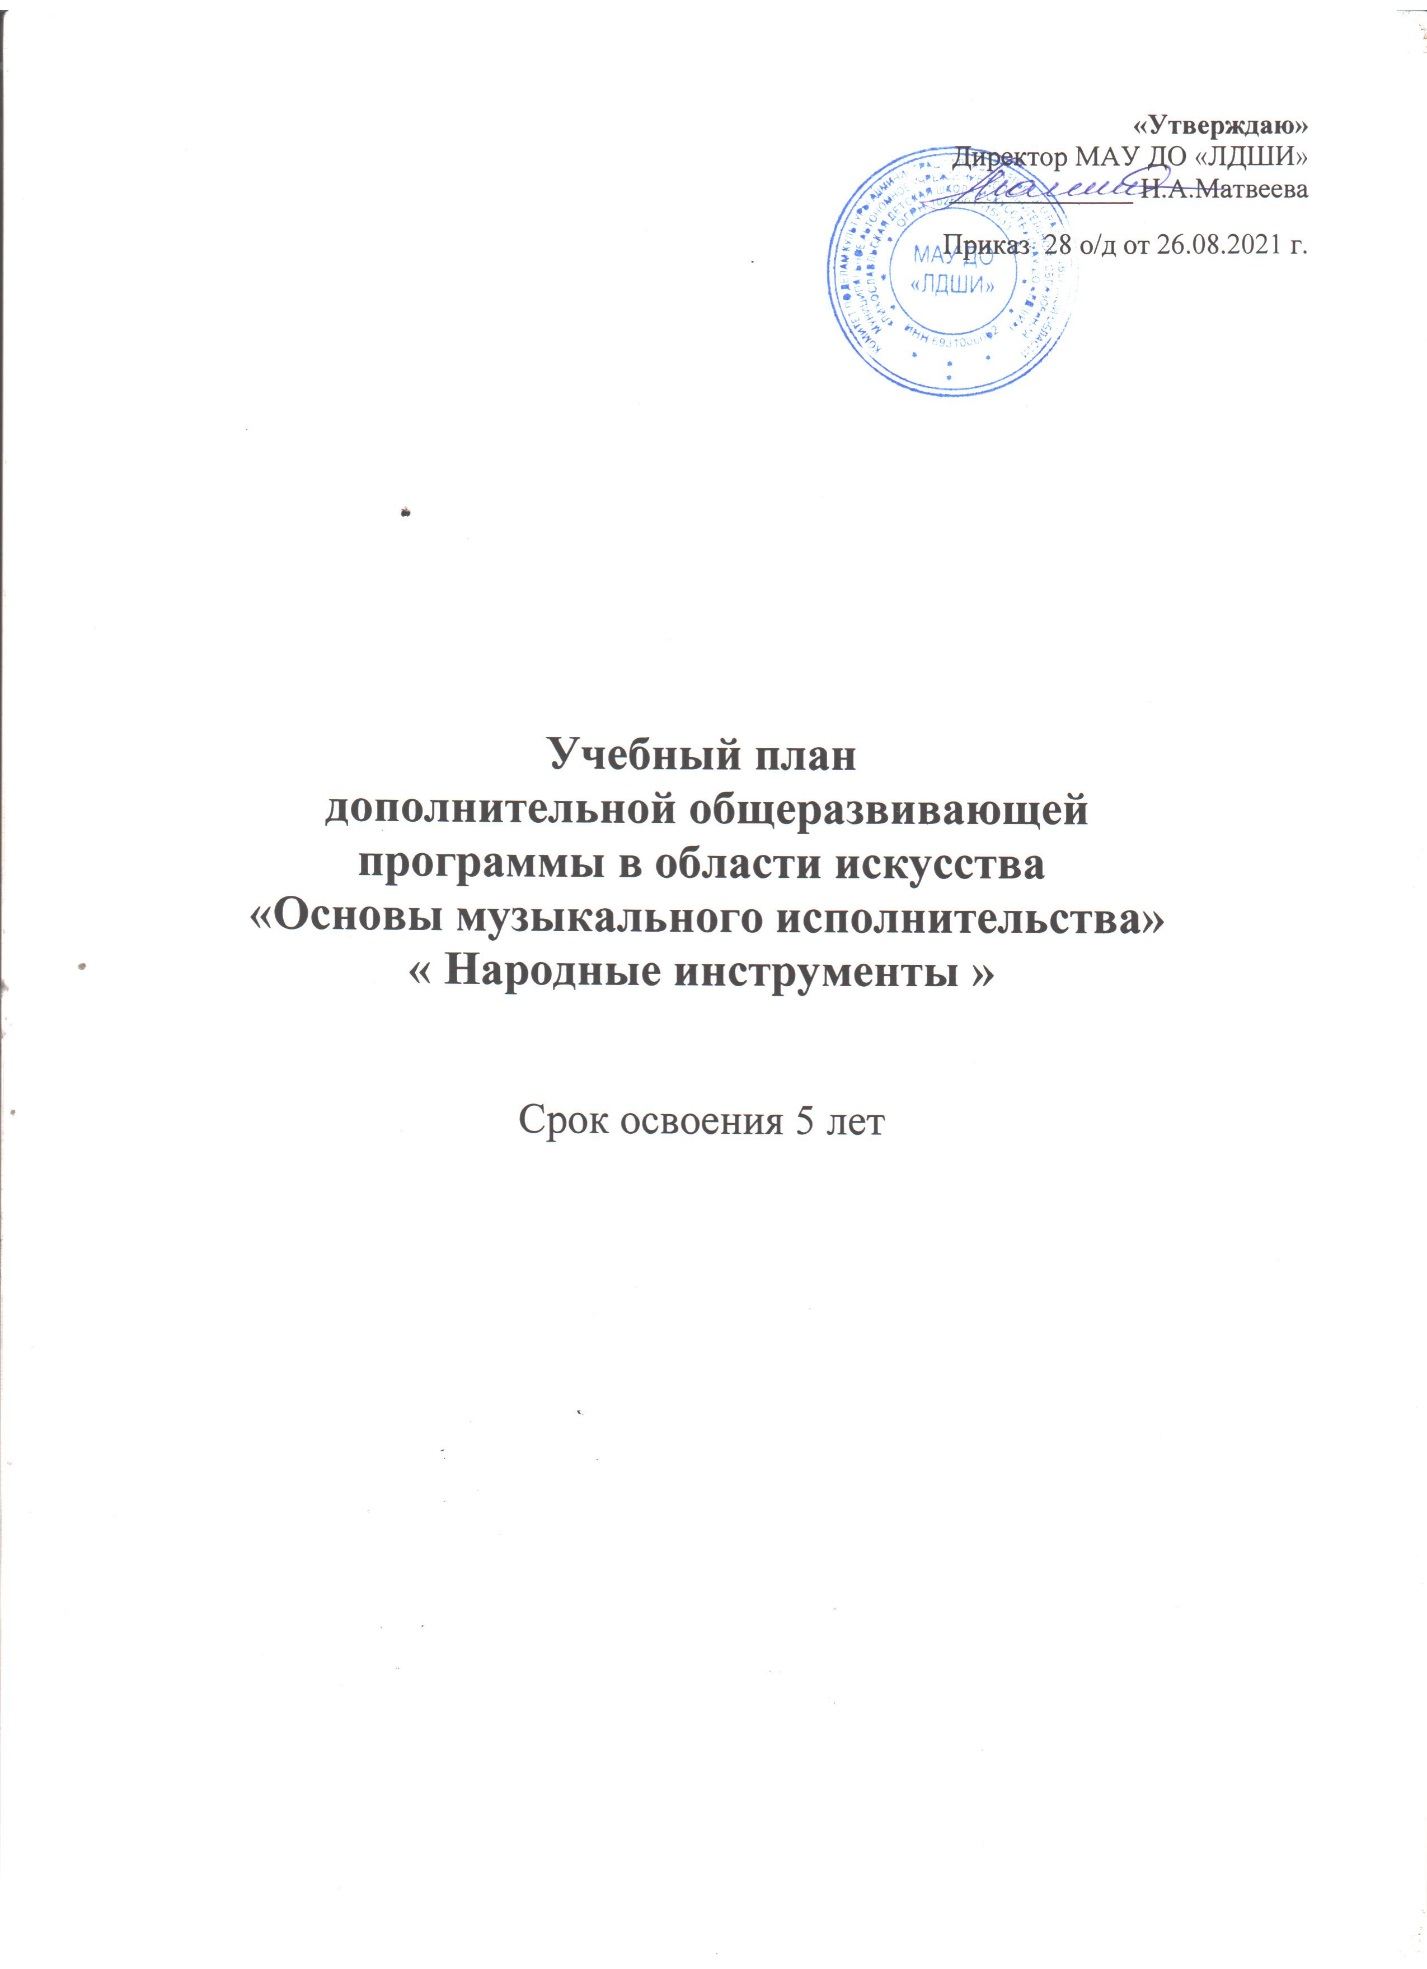 «Утверждаю»
Директор МАУ ДО «ЛДШИ»
Н.А.Матвеева
Приказ 28 о/д от 26.08.2021 г.
МАУ ДО
«ЛДШИ»
Учебный план
дополнительной общеразвивающей
программы в области искусства
«Основы музыкального исполнительства»
« Народные инструменты »
Срок освоения 5 лет